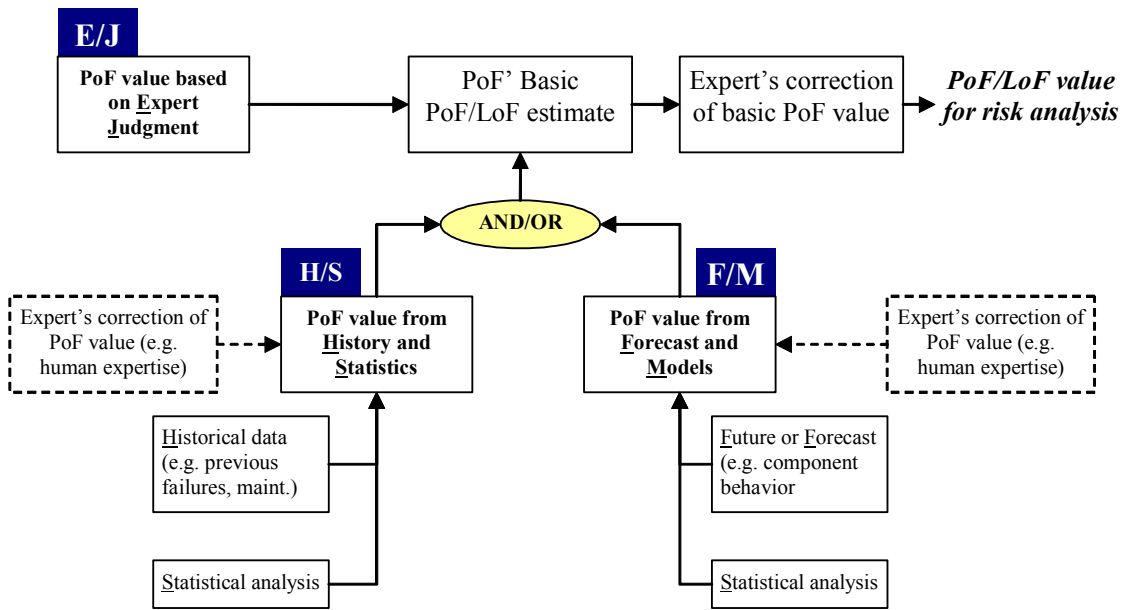 E/J
PoF value based
on Expert
Judgment
PoF’ Basic
PoF/LoF estimate
Expert’s correction
of basic PoF value
PoF/LoF value
for risk analysis
AND/OR
H/S
F/M
Expert’s correction of
PoF value (e.g.
human expertise)
PoF value from
History and
Statistics
PoF value from
Forecast and
Models
Expert’s correction of
PoF value (e.g.
human expertise)
Historical data
(e.g. previous
failures, maint.)
Future or Forecast
(e.g. component
behavior
Statistical analysis
Statistical analysis